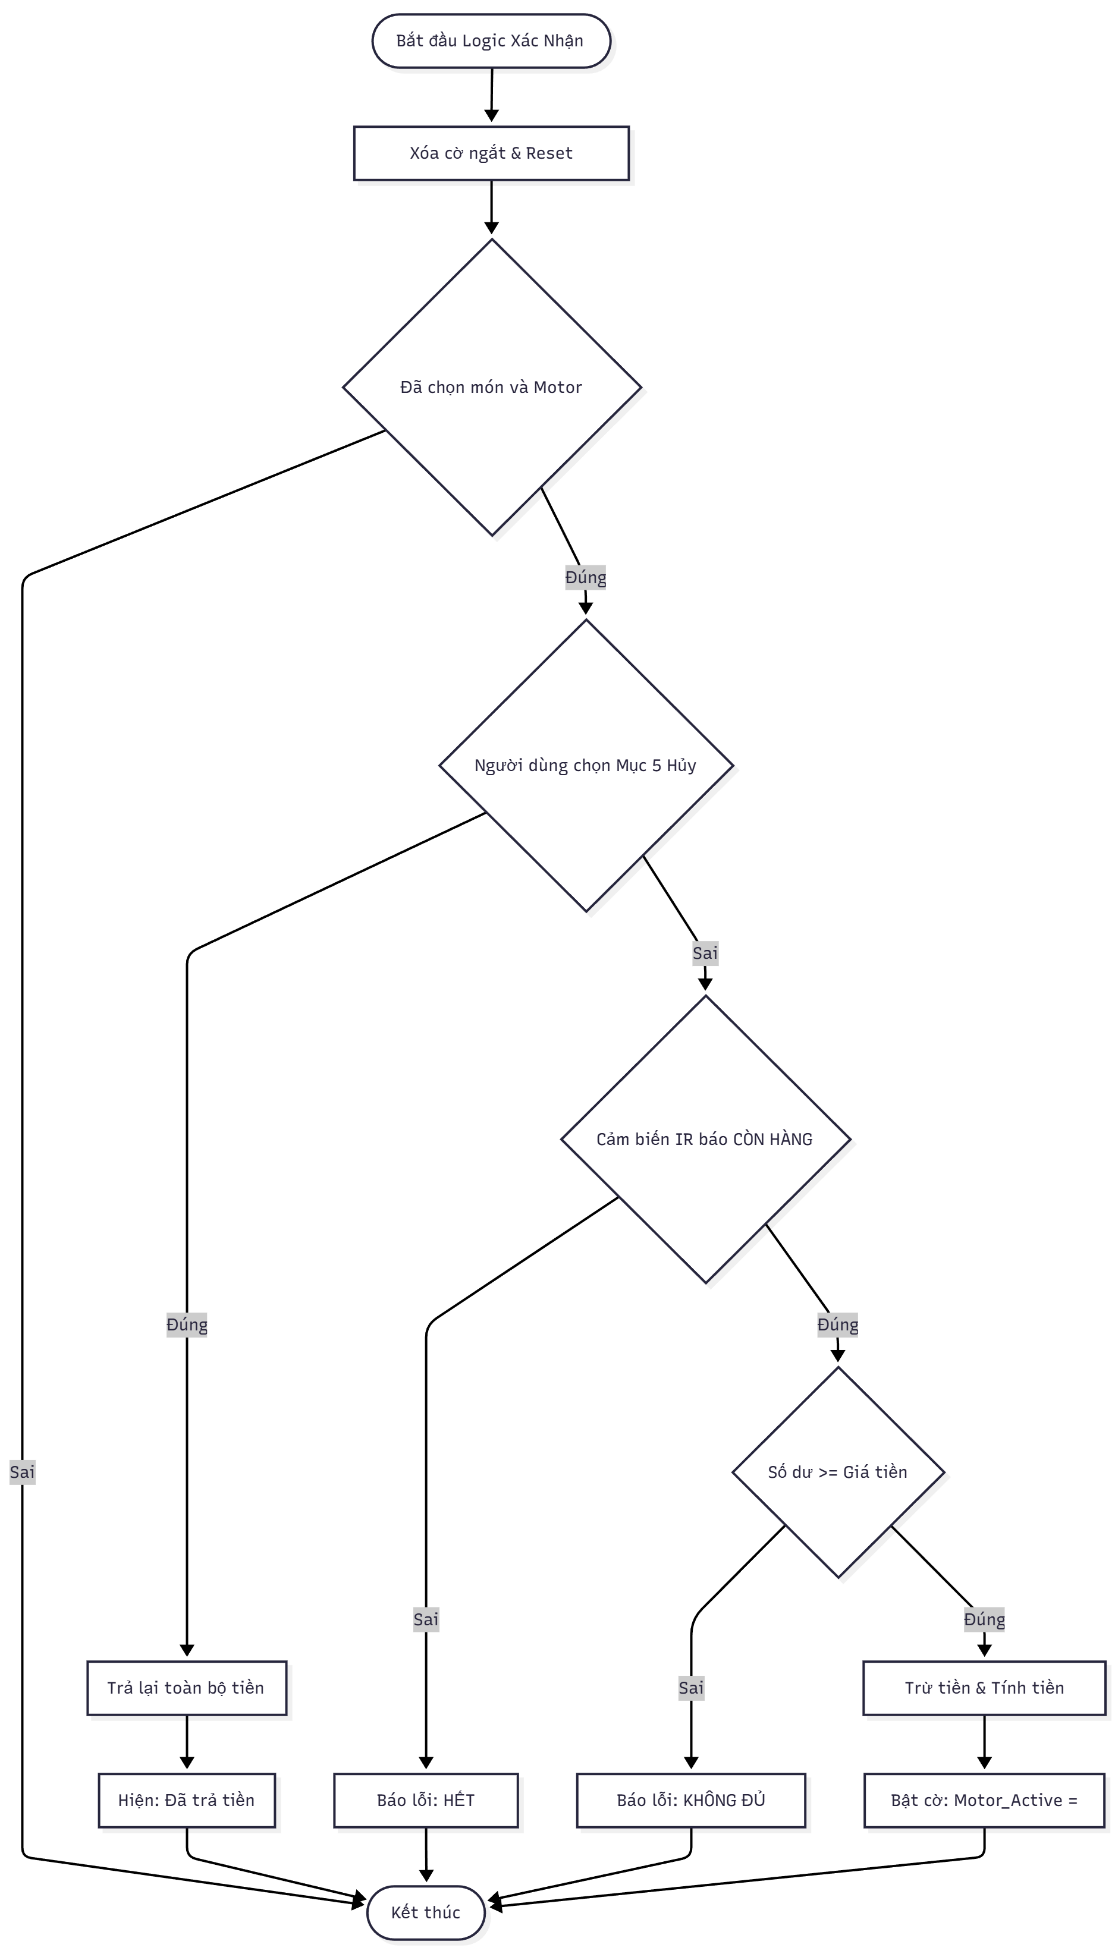 Bắt đầu Logic Xác Nhận
Xóa cờ ngắt & Reset
Đã chọn món và Motor
Đúng
Người dùng chọn Mục 5 Hủy
Sai
Cảm biến IR báo CÒN HÀNG
Đúng
Đúng
Số dư >= Giá tiền
Sai
Sai
Đúng
Sai
Trả lại toàn bộ tiền
Trừ tiền & Tính tiền
Hiện: Đã trả tiền
Báo lỗi: HẾT
Báo lỗi: KHÔNG ĐỦ
Bật cờ: Motor_Active =
Kết thúc